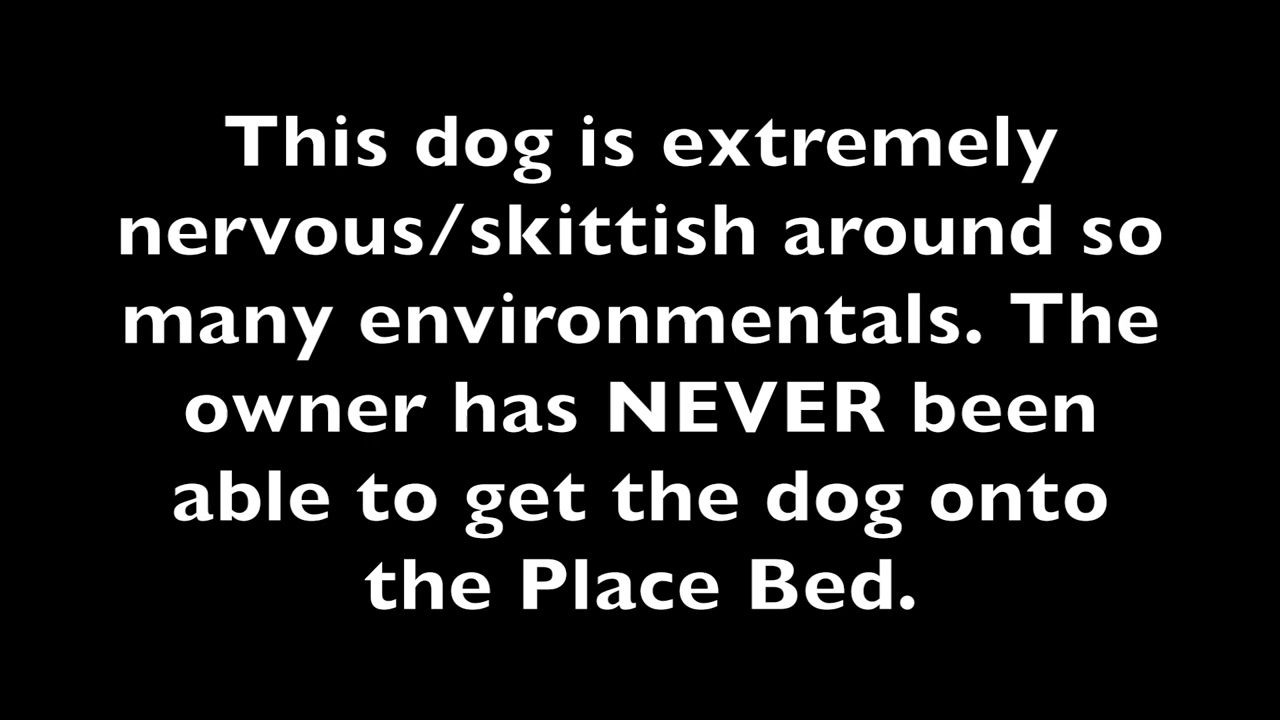 This dog is extremely
nervous/skittish around so
many environmentals. The
owner has NEVER been
able to get the dog onto
the Place Bed.